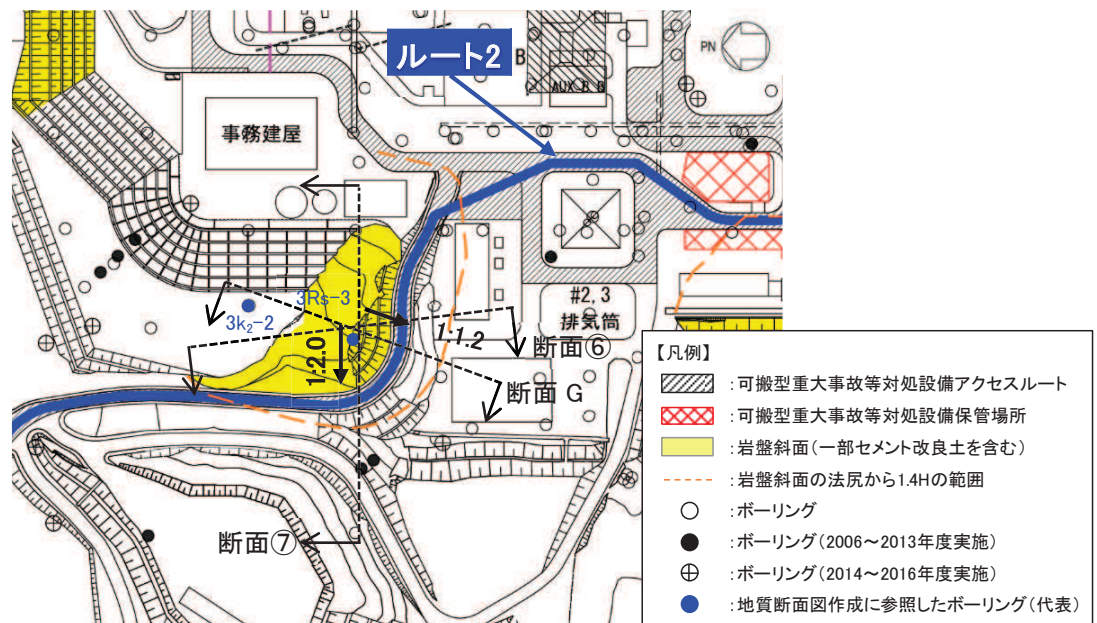 PN
ルート2
B
AUX B B
事務建屋
3Rs-3
3k₂-2
1:2.0
1:1.2
#2, 3
排気筒
断面⑥
断面 G
断面⑦
【凡例】
:可搬型重大事故等対処設備アクセスルート
:可搬型重大事故等対処設備保管場所
:岩盤斜面(一部セメント改良土を含む)
:岩盤斜面の法尻から1.4Hの範囲
:ボーリング
:ボーリング(2006～2013年度実施)
:ボーリング(2014～2016年度実施)
:地質断面図作成に参照したボーリング(代表)